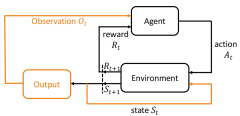 Observation O_t
Agent
reward
R_t
action
A_t
R_{t+1}
Output
Environment
S_{t+1}
state S_t